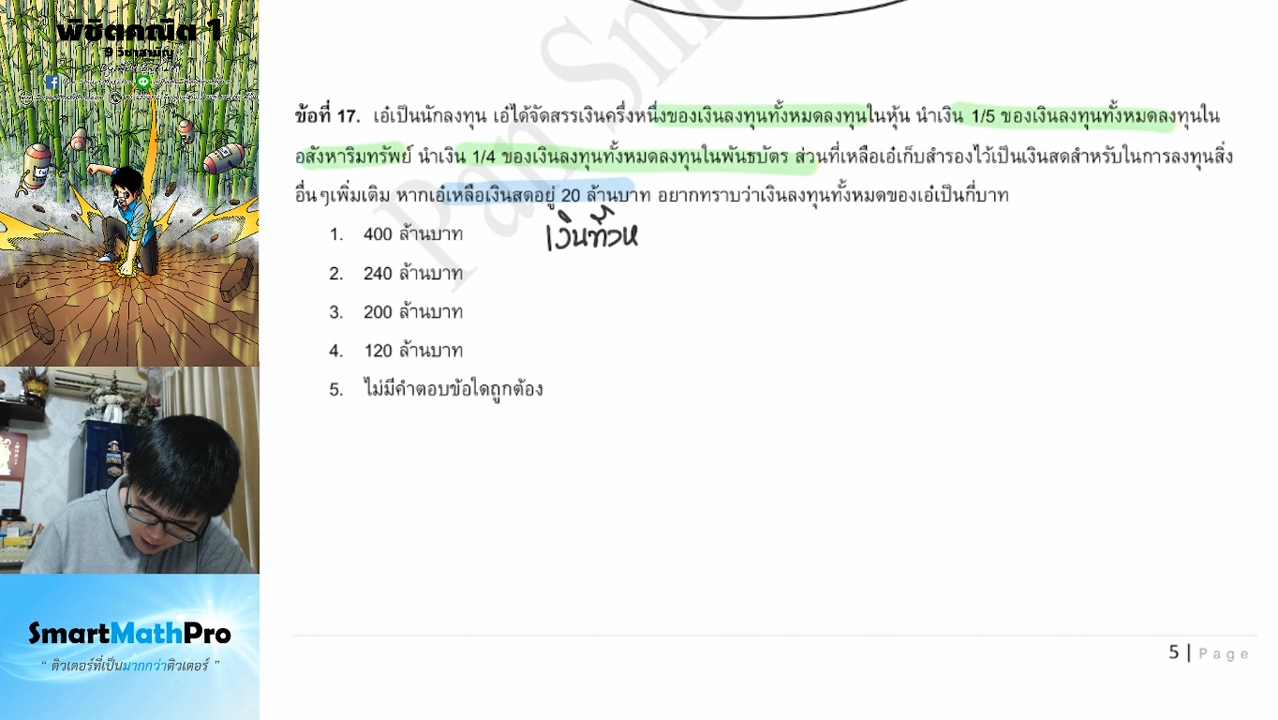 พิชิตคณิต 1
9 วิชาสามัญ
Pan Sma
ข้อที่ 17. เอ๋เป็นนักลงทุน เอ๋ได้จัดสรรเงินครึ่งหนึ่งของเงินลงทุนทั้งหมดลงทุนในหุ้น นำเงิน 1/5 ของเงินลงทุนทั้งหมดลงทุนใน
อสังหาริมทรัพย์ นำเงิน 1/4 ของเงินลงทุนทั้งหมดลงทุนในพันธบัตร ส่วนที่เหลือเอ๋เก็บสำรองไว้เป็นเงินสดสำหรับในการลงทุนสิ่ง
อื่นๆเพิ่มเติม หากเอ๋เหลือเงินสดอยู่ 20 ล้านบาท อยากทราบว่าเงินลงทุนทั้งหมดของเอ๋เป็นกี่บาท
เงินทั้งห
1. 400 ล้านบาท
2. 240 ล้านบาท
3. 200 ล้านบาท
4. 120 ล้านบาท
5. ไม่มีคำตอบข้อใดถูกต้อง
SmartMathPro
“ ติวเตอร์ที่เป็นมากกว่าติวเตอร์ ”
5 | Page